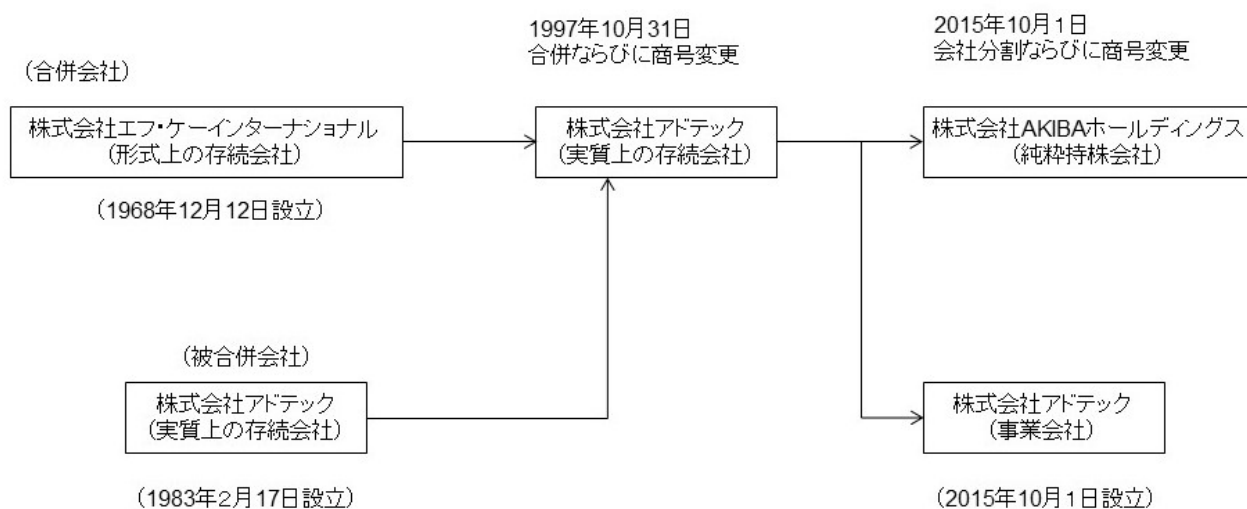 1997年10月31日
合併ならびに商号変更
2015年10月1日
会社分割ならびに商号変更
(合併会社)
株式会社エフ・ケーインターナショナル
(形式上の存続会社)
株式会社アドテック
(実質上の存続会社)
株式会社AKIBAホールディングス
(純粋持株会社)
(1968年12月12日設立)
(被合併会社)
株式会社アドテック
(実質上の存続会社)
株式会社アドテック
(事業会社)
(1983年2月17日設立)
(2015年10月1日設立)